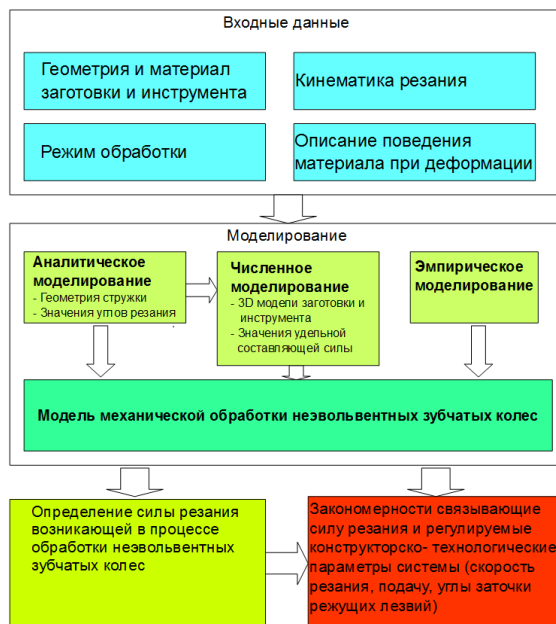 Входные данные
Геометрия и материал
заготовки и инструмента
Кинематика резания
Режим обработки
Описание поведения
материала при деформации
Моделирование
Аналитическое
моделирование
- Геометрия стружки
- Значения углов резания
Численное
моделирование
- 3D модели заготовки и
инструмента
- Значения удельной
составляющей силы
Эмпирическое
моделирование
Модель механической обработки неэвольвентных зубчатых колес
Определение силы резания
возникающей в процессе
обработки неэвольвентных
зубчатых колес
Закономерности связывающие
силу резания и регулируемые
конструкторско- технологические
параметры системы (скорость
резания, подачу, углы заточки
режущих лезвий)